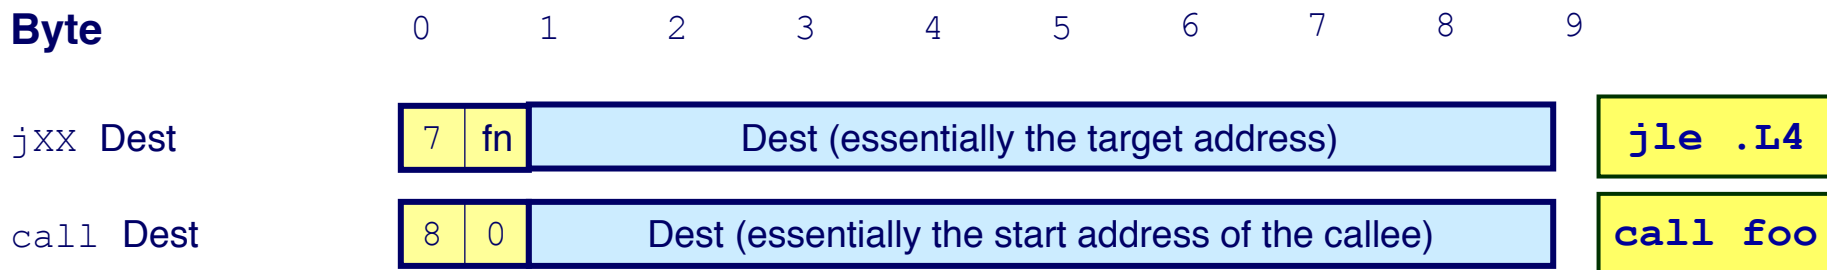 Byte 0 1 2 3 4 5 6 7 8 9
jXX Dest 7 fn Dest (essentially the target address) jle .L4
call Dest 8 0 Dest (essentially the start address of the callee) call foo